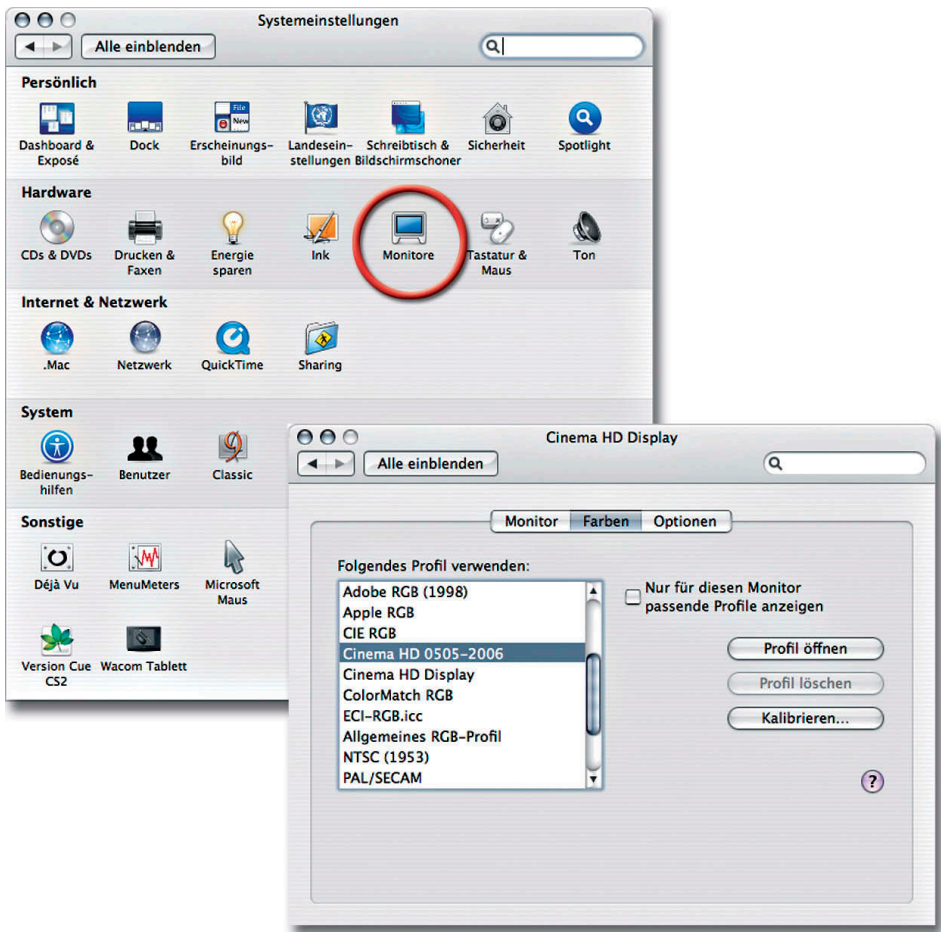 Systemeinstellungen
Alle einblenden
Persönlich
Dashboard & Exposé
Dock
File
New
Erscheinungs-
bild
Landesein-
stellungen
Schreibtisch &
Bildschirmschoner
Sicherheit
Spotlight
Hardware
CDs & DVDs
Drucken &
Faxen
Energie
sparen
Ink
Monitore
Tastatur &
Maus
Ton
Internet & Netzwerk
.Mac
Netzwerk
QuickTime
Sharing
System
Bedienungs-
hilfen
Benutzer
Classic
Sonstige
Déjà Vu
MenuMeters
Microsoft
Maus
Version Cue
CS2
Wacom Tablett
Cinema HD Display
Alle einblenden
Monitor Farben Optionen
Folgendes Profil verwenden:
Adobe RGB (1998)
Apple RGB
CIE RGB
Cinema HD 0505-2006
Cinema HD Display
ColorMatch RGB
ECI-RGB.icc
Allgemeines RGB-Profil
NTSC (1953)
PAL/SECAM
Nur für diesen Monitor
passende Profile anzeigen
Profil öffnen
Profil löschen
Kalibrieren...
?